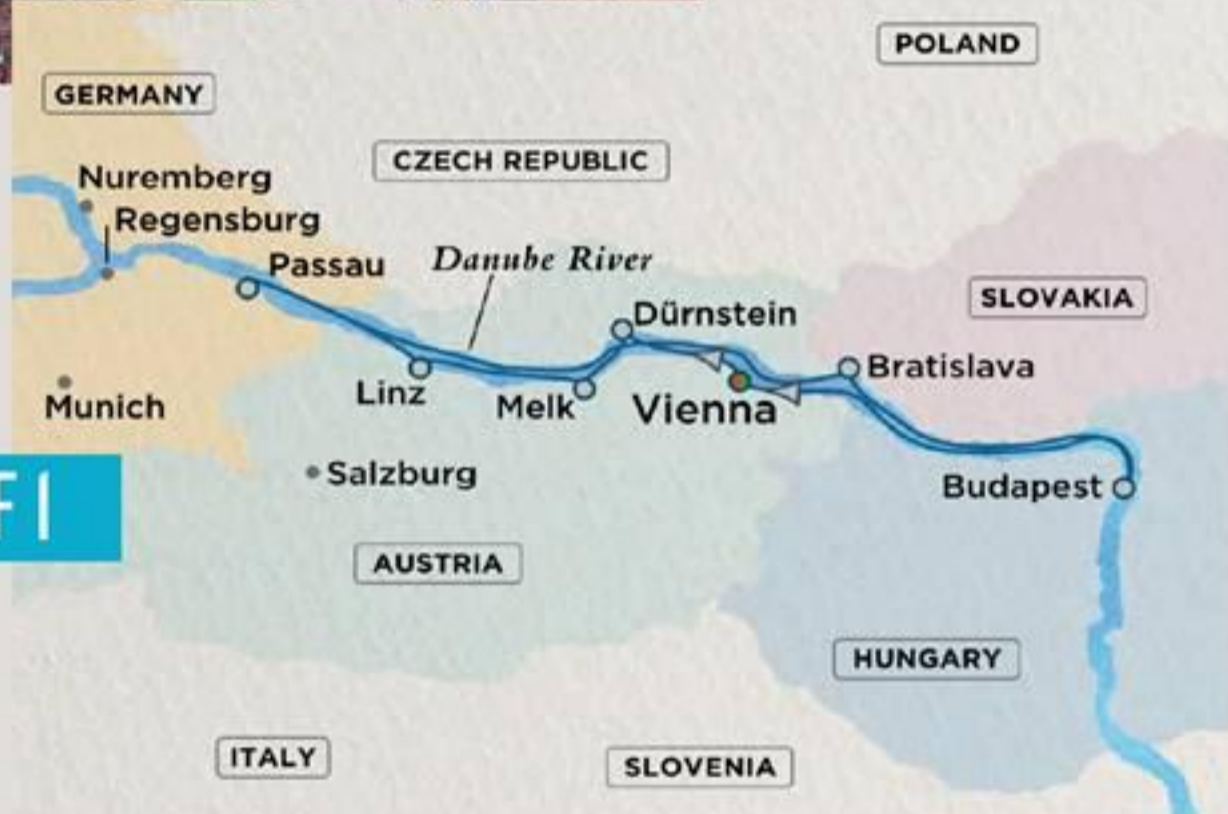 POLAND
GERMANY
CZECH REPUBLIC
Nuremberg
Regensburg
Passau
Danube River
Dürnstein
SLOVAKIA
Bratislava
Linz
Melk
Vienna
Munich
Salzburg
Budapest
AUSTRIA
HUNGARY
ITALY
SLOVENIA